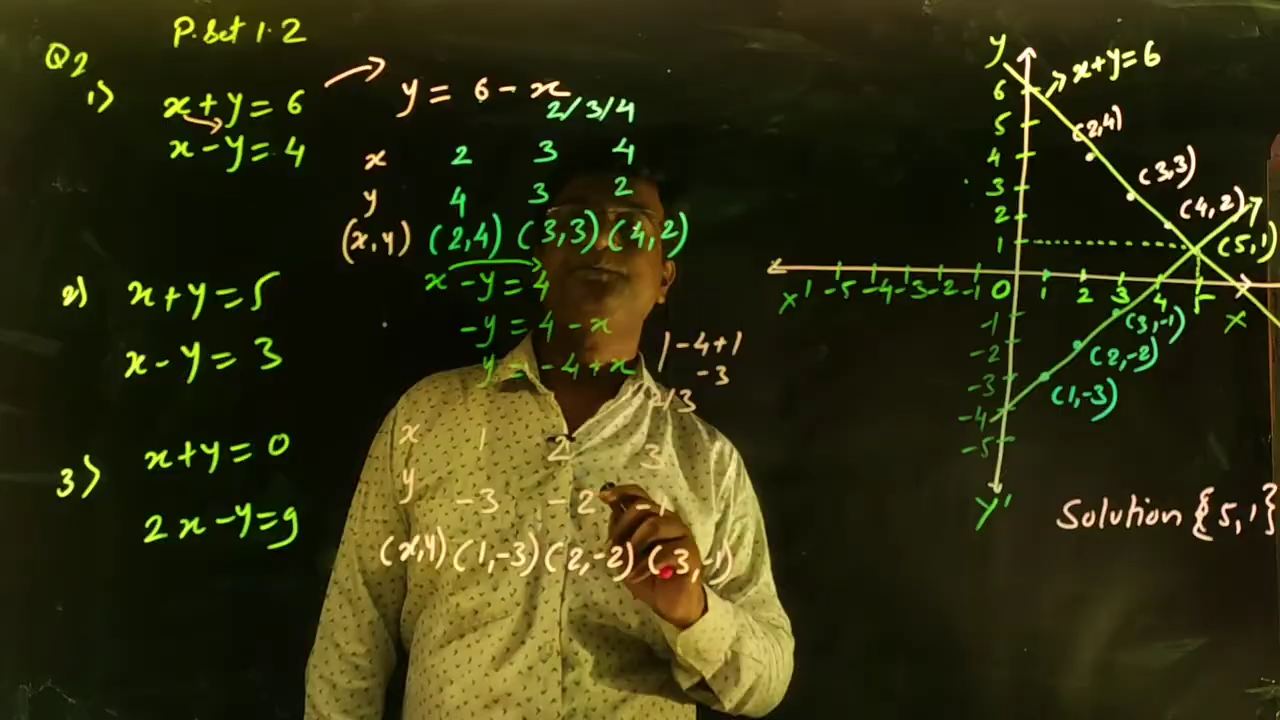 P. Set 1.2
Q2
1) x+y=6
x-y=4
y = 6 - x
2/3/4
x 2 3 4
y 4 3 2
(x,y) (2,4) (3,3) (4,2)
x - y = 4
-y = 4 - x
y = -4 + x
1 -4+1
-3
2/3
x 1 2 3
y -3 -2 -1
(x,y) (1,-3) (2,-2) (3,-1)
2) x+y=5
x-y=3
3) x+y=0
2x-y=9
y
x+y=6
6
5
4
3
2
1
(2,4)
(3,3)
(4,2)
(5,1)
x' -5 -4 -3 -2 -1 0 1 2 3 4 5 x
-1
-2
-3
-4
-5
(3,-1)
(2,-2)
(1,-3)
y'
Solution {5,1}